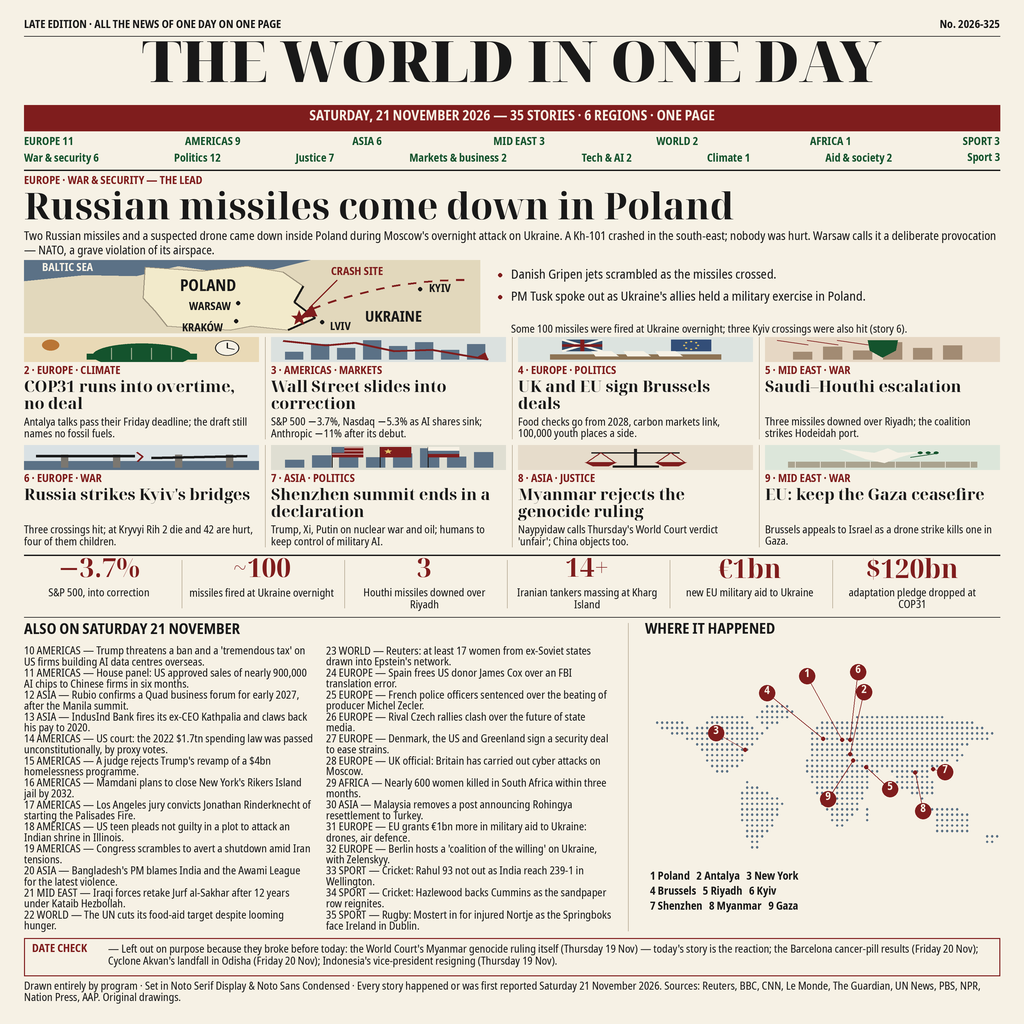 LATE EDITION · ALL THE NEWS OF ONE DAY ON ONE PAGE
No. 2026-325
THE WORLD IN ONE DAY
SATURDAY, 21 NOVEMBER 2026 — 35 STORIES · 6 REGIONS · ONE PAGE
EUROPE 11 AMERICAS 9 ASIA 6 MID EAST 3 WORLD 2 AFRICA 1 SPORT 3
War & security 6 Politics 12 Justice 7 Markets & business 2 Tech & AI 2 Climate 1 Aid & society 2 Sport 3
EUROPE · WAR & SECURITY — THE LEAD
Russian missiles come down in Poland
Two Russian missiles and a suspected drone came down inside Poland during Moscow's overnight attack on Ukraine. A Kh-101 crashed in the south-east; nobody was hurt. Warsaw calls it a deliberate provocation
— NATO, a grave violation of its airspace.
BALTIC SEA
CRASH SITE
POLAND
KYIV
WARSAW
UKRAINE
KRAKÓW
LVIV
• Danish Gripen jets scrambled as the missiles crossed.
• PM Tusk spoke out as Ukraine's allies held a military exercise in Poland.
Some 100 missiles were fired at Ukraine overnight; three Kyiv crossings were also hit (story 6).
2 · EUROPE · CLIMATE
COP31 runs into overtime,
no deal
Antalya talks pass their Friday deadline; the draft still
names no fossil fuels.
3 · AMERICAS · MARKETS
Wall Street slides into
correction
S&P 500 −3.7%, Nasdaq −5.3% as AI shares sink;
Anthropic −11% after its debut.
4 · EUROPE · POLITICS
UK and EU sign Brussels
deals
Food checks go from 2028, carbon markets link,
100,000 youth places a side.
5 · MID EAST · WAR
Saudi–Houthi escalation
Three missiles downed over Riyadh; the coalition
strikes Hodeidah port.
6 · EUROPE · WAR
Russia strikes Kyiv's bridges
Three crossings hit; at Kryvyi Rih 2 die and 42 are hurt,
four of them children.
7 · ASIA · POLITICS
Shenzhen summit ends in a
declaration
Trump, Xi, Putin on nuclear war and oil; humans to
keep control of military AI.
8 · ASIA · JUSTICE
Myanmar rejects the
genocide ruling
Naypyidaw calls Thursday's World Court verdict
'unfair'; China objects too.
9 · MID EAST · WAR
EU: keep the Gaza ceasefire
Brussels appeals to Israel as a drone strike kills one in
Gaza.
−3.7%
S&P 500, into correction
~100
missiles fired at Ukraine overnight
3
Houthi missiles downed over
Riyadh
14+
Iranian tankers massing at Kharg
Island
€1bn
new EU military aid to Ukraine
$120bn
adaptation pledge dropped at
COP31
ALSO ON SATURDAY 21 NOVEMBER
10 AMERICAS — Trump threatens a ban and a 'tremendous tax' on
US firms building AI data centres overseas.
11 AMERICAS — House panel: US approved sales of nearly 900,000
AI chips to Chinese firms in six months.
12 ASIA — Rubio confirms a Quad business forum for early 2027,
after the Manila summit.
13 ASIA — IndusInd Bank fires its ex-CEO Kathpalia and claws back
his pay to 2020.
14 AMERICAS — US court: the 2022 $1.7tn spending law was passed
unconstitutionally, by proxy votes.
15 AMERICAS — A judge rejects Trump's revamp of a $4bn
homelessness programme.
16 AMERICAS — Mamdani plans to close New York's Rikers Island
jail by 2032.
17 AMERICAS — Los Angeles jury convicts Jonathan Rinderknecht of
starting the Palisades Fire.
18 AMERICAS — US teen pleads not guilty in a plot to attack an
Indian shrine in Illinois.
19 AMERICAS — Congress scrambles to avert a shutdown amid Iran
tensions.
20 ASIA — Bangladesh's PM blames India and the Awami League
for the latest violence.
21 MID EAST — Iraqi forces retake Jurf al-Sakhar after 12 years
under Kataib Hezbollah.
22 WORLD — The UN cuts its food-aid target despite looming
hunger.
23 WORLD — Reuters: at least 17 women from ex-Soviet states
drawn into Epstein's network.
24 EUROPE — Spain frees US donor James Cox over an FBI
translation error.
25 EUROPE — French police officers sentenced over the beating of
producer Michel Zecler.
26 EUROPE — Rival Czech rallies clash over the future of state
media.
27 EUROPE — Denmark, the US and Greenland sign a security deal
to ease strains.
28 EUROPE — UK official: Britain has carried out cyber attacks on
Moscow.
29 AFRICA — Nearly 600 women killed in South Africa within three
months.
30 ASIA — Malaysia removes a post announcing Rohingya
resettlement to Turkey.
31 EUROPE — EU grants €1bn more in military aid to Ukraine:
drones, air defence.
32 EUROPE — Berlin hosts a 'coalition of the willing' on Ukraine,
with Zelenskyy.
33 SPORT — Cricket: Rahul 93 not out as India reach 239-1 in
Wellington.
34 SPORT — Cricket: Hazlewood backs Cummins as the sandpaper
row reignites.
35 SPORT — Rugby: Mostert in for injured Nortje as the Springboks
face Ireland in Dublin.
WHERE IT HAPPENED
1
6
4
2
3
7
5
9
8
1 Poland 2 Antalya 3 New York
4 Brussels 5 Riyadh 6 Kyiv
7 Shenzhen 8 Myanmar 9 Gaza
DATE CHECK
— Left out on purpose because they broke before today: the World Court's Myanmar genocide ruling itself (Thursday 19 Nov) — today's story is the reaction; the Barcelona cancer-pill results (Friday 20 Nov);
Cyclone Akvan's landfall in Odisha (Friday 20 Nov); Indonesia's vice-president resigning (Thursday 19 Nov).
Drawn entirely by program · Set in Noto Serif Display & Noto Sans Condensed · Every story happened or was first reported Saturday 21 November 2026. Sources: Reuters, BBC, CNN, Le Monde, The Guardian, UN News, PBS, NPR,
Nation Press, AAP. Original drawings.